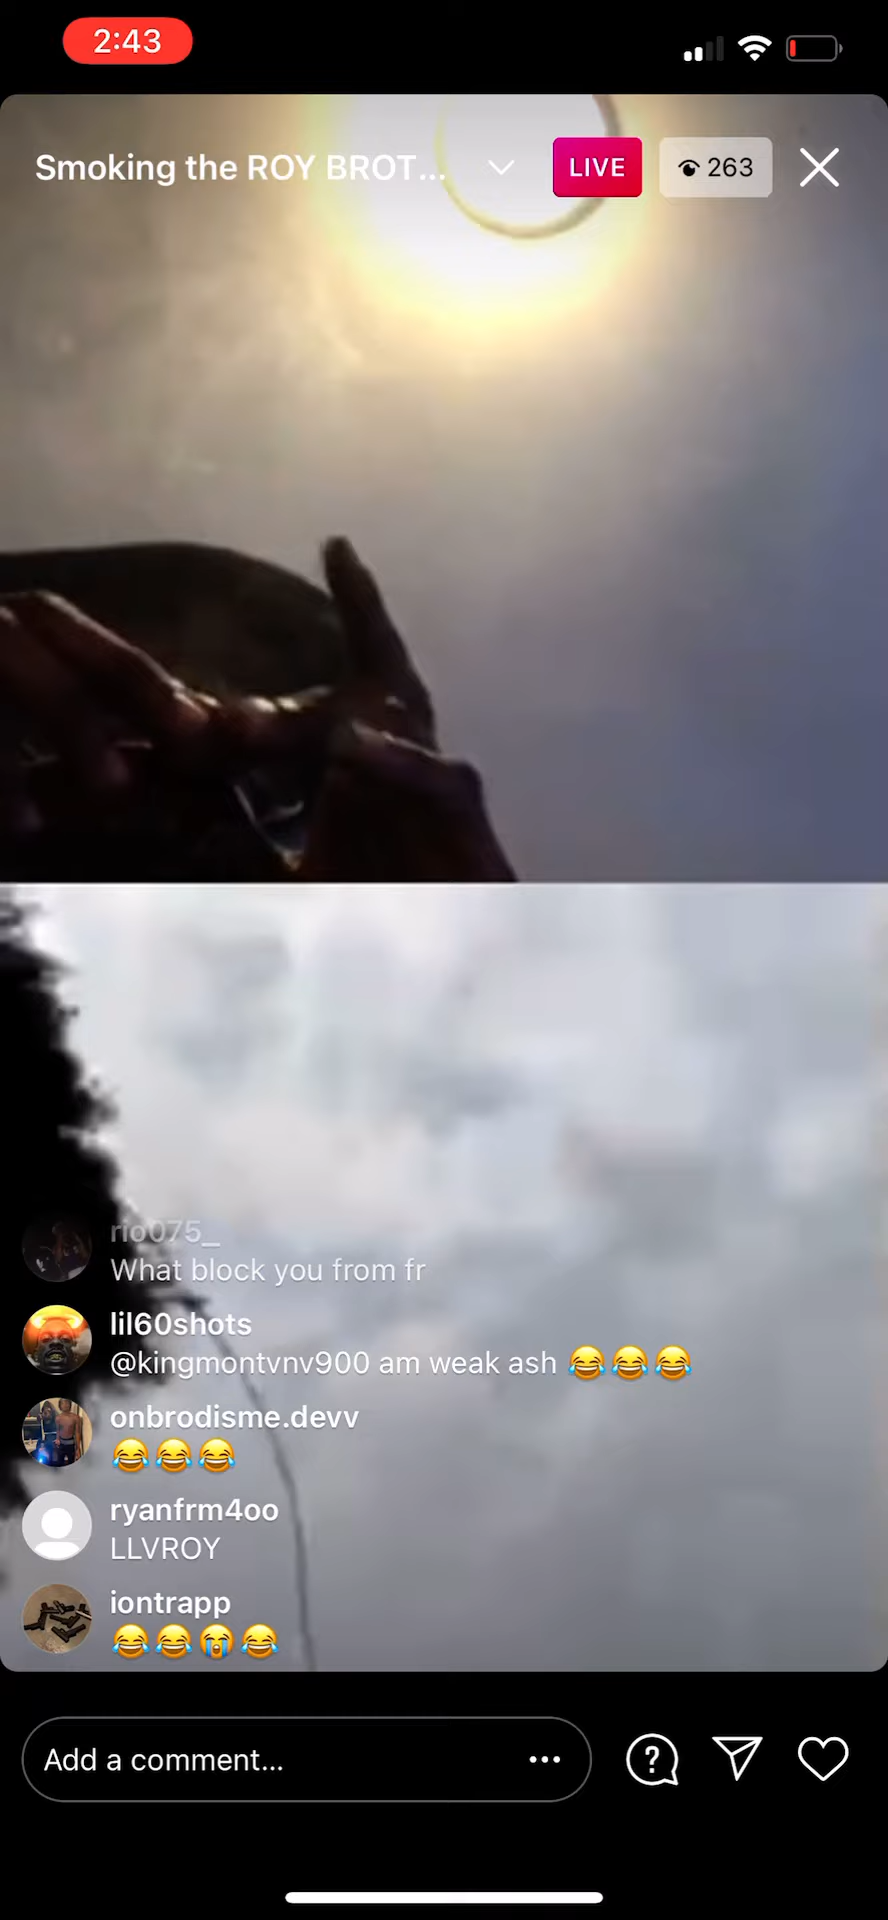 2:43
Smoking the ROY BROT...
LIVE
263
rio075_
What block you from fr
lil60shots
@kingmontvnv900 am weak ash 😂😂😂
onbrodisme.devv
😂😂😂
ryanfrm4oo
LLVROY
iontrapp
😂😂😭😂
Add a comment...